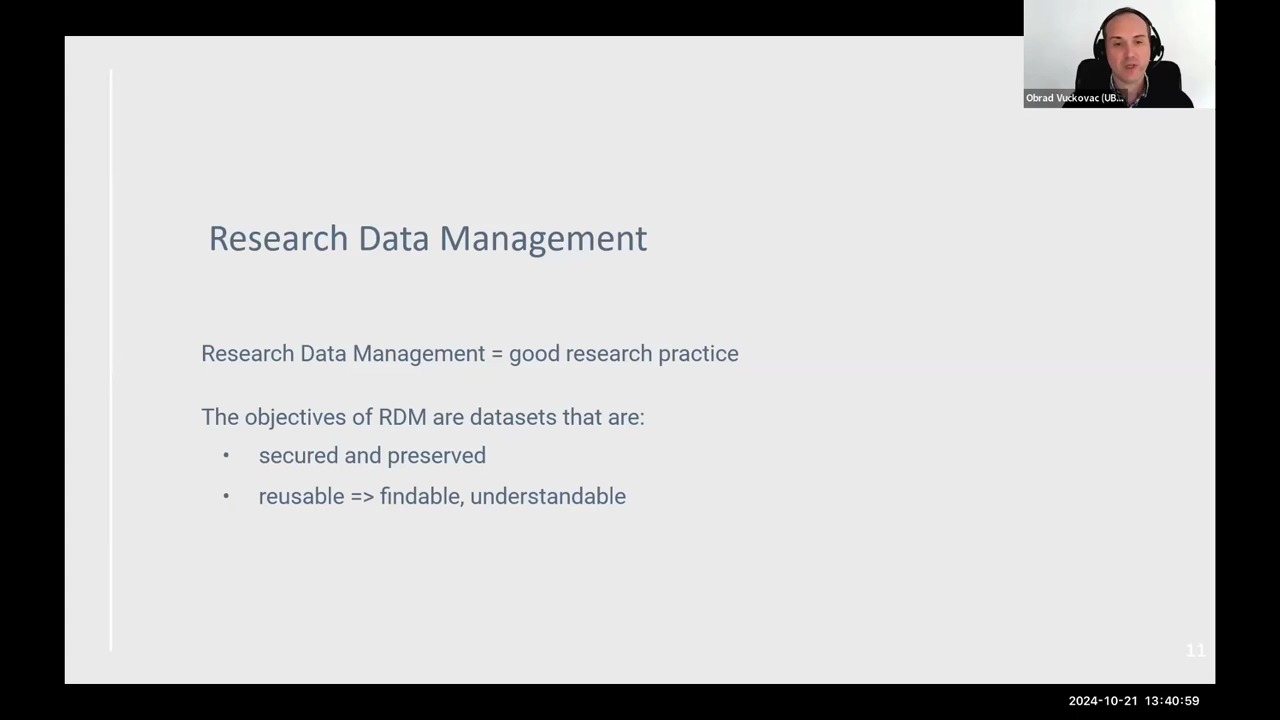 Obrad Vuckovac (UB...
Research Data Management
Research Data Management = good research practice
The objectives of RDM are datasets that are:
• secured and preserved
• reusable => findable, understandable
11
2024-10-21 13:40:59